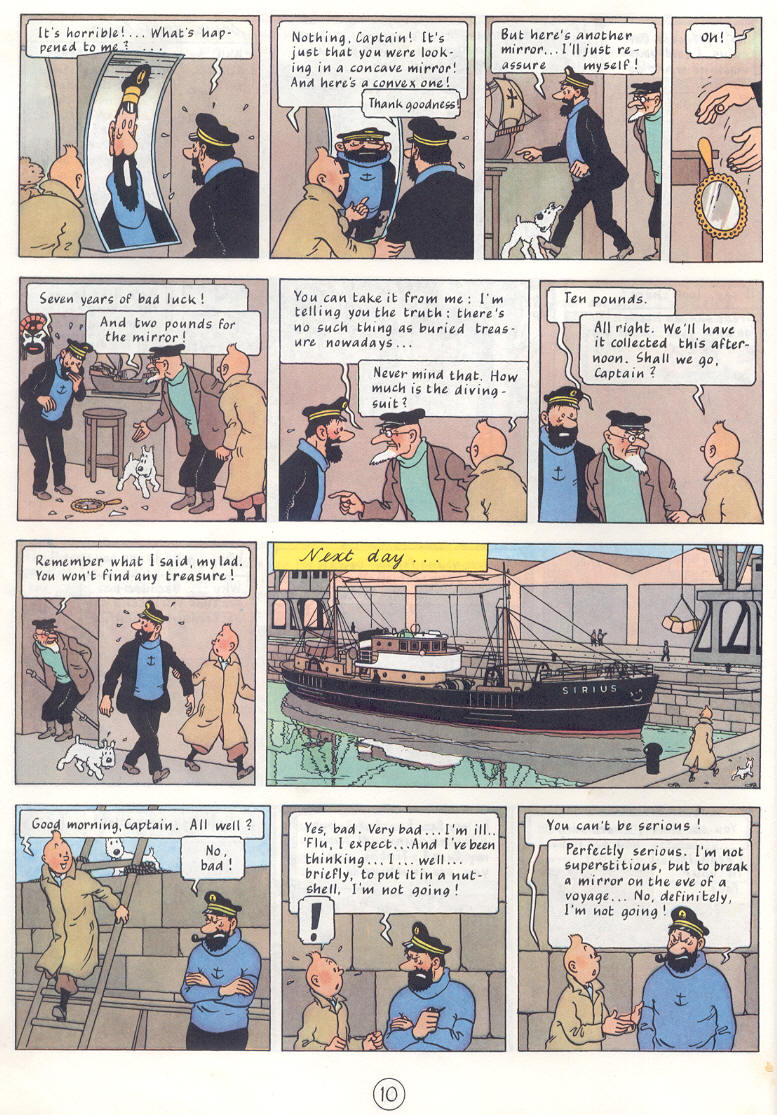 It's horrible!... What's hap-
pened to me? ...
Nothing, Captain! It's
just that you were look-
ing in a concave mirror!
And here's a convex one!
Thank goodness!
But here's another
mirror... I'll just re-
assure myself!
Oh!
Seven years of bad luck!
And two pounds for
the mirror!
You can take it from me: I'm
telling you the truth: there's
no such thing as buried treas-
ure nowadays...
Never mind that. How
much is the diving-
suit?
Ten pounds.
All right. We'll have
it collected this after-
noon. Shall we go,
Captain?
Remember what I said, my lad.
You won't find any treasure!
Next day...
SIRIUS
Good morning, Captain. All well?
No,
bad!
Yes, bad. Very bad... I'm ill..
'Flu, I expect... And I've been
thinking... I... well...
briefly, to put it in a nut-
shell, I'm not going!
!
You can't be serious!
Perfectly serious. I'm not
superstitious, but to break
a mirror on the eve of a
voyage... No, definitely,
I'm not going!
10